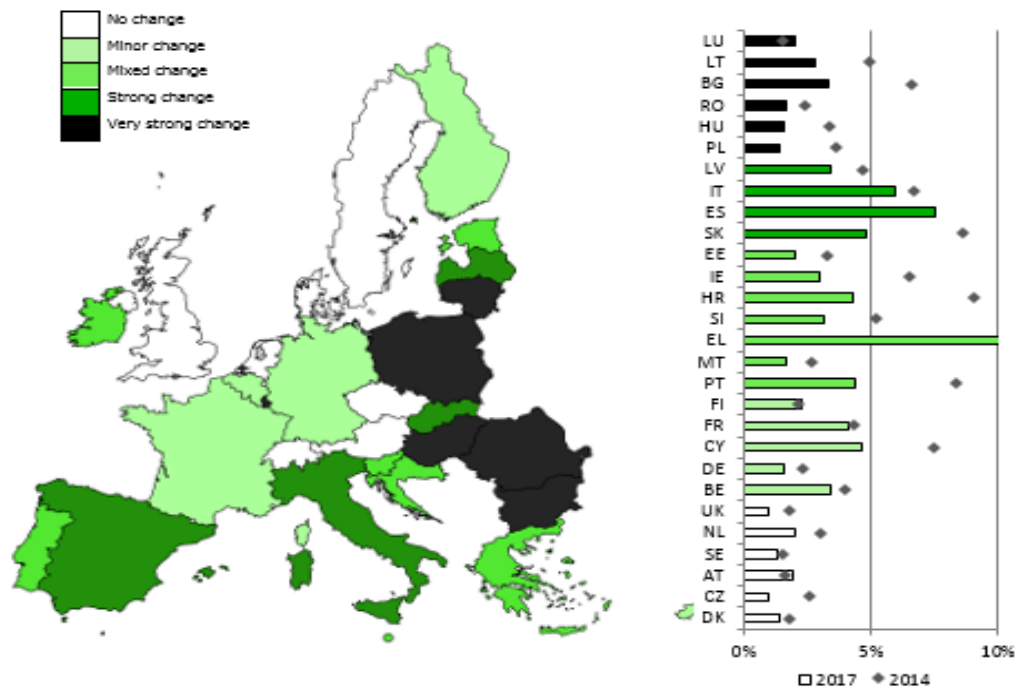 No change
Minor change
Mixed change
Strong change
Very strong change
LU
LT
BG
RO
HU
PL
LV
IT
ES
SK
EE
IE
HR
SI
EL
MT
PT
FI
FR
CY
DE
BE
UK
NL
SE
AT
CZ
DK
0% 5% 10%
2017 2014